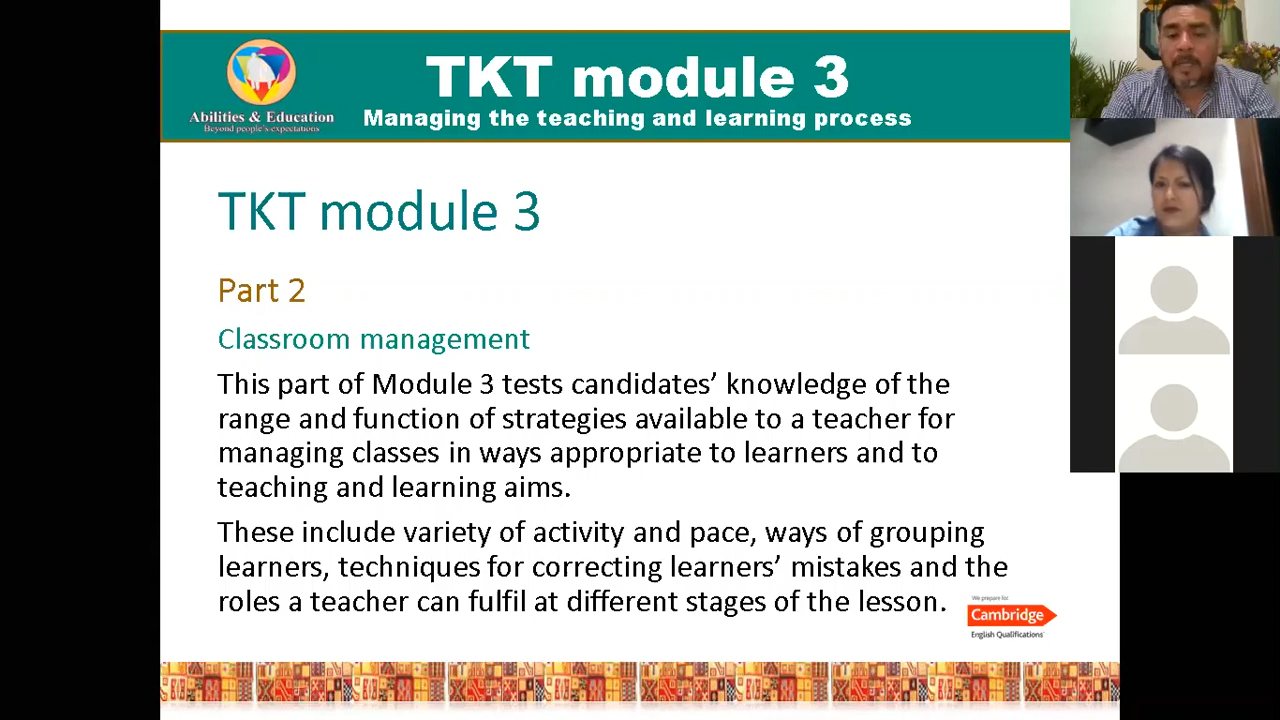 TKT module 3
Managing the teaching and learning process
Abilities & Education
Beyond people's expectations
TKT module 3
Part 2
Classroom management
This part of Module 3 tests candidates’ knowledge of the
range and function of strategies available to a teacher for
managing classes in ways appropriate to learners and to
teaching and learning aims.
These include variety of activity and pace, ways of grouping
learners, techniques for correcting learners’ mistakes and the
roles a teacher can fulfil at different stages of the lesson.
We prepare for
Cambridge
English Qualifications